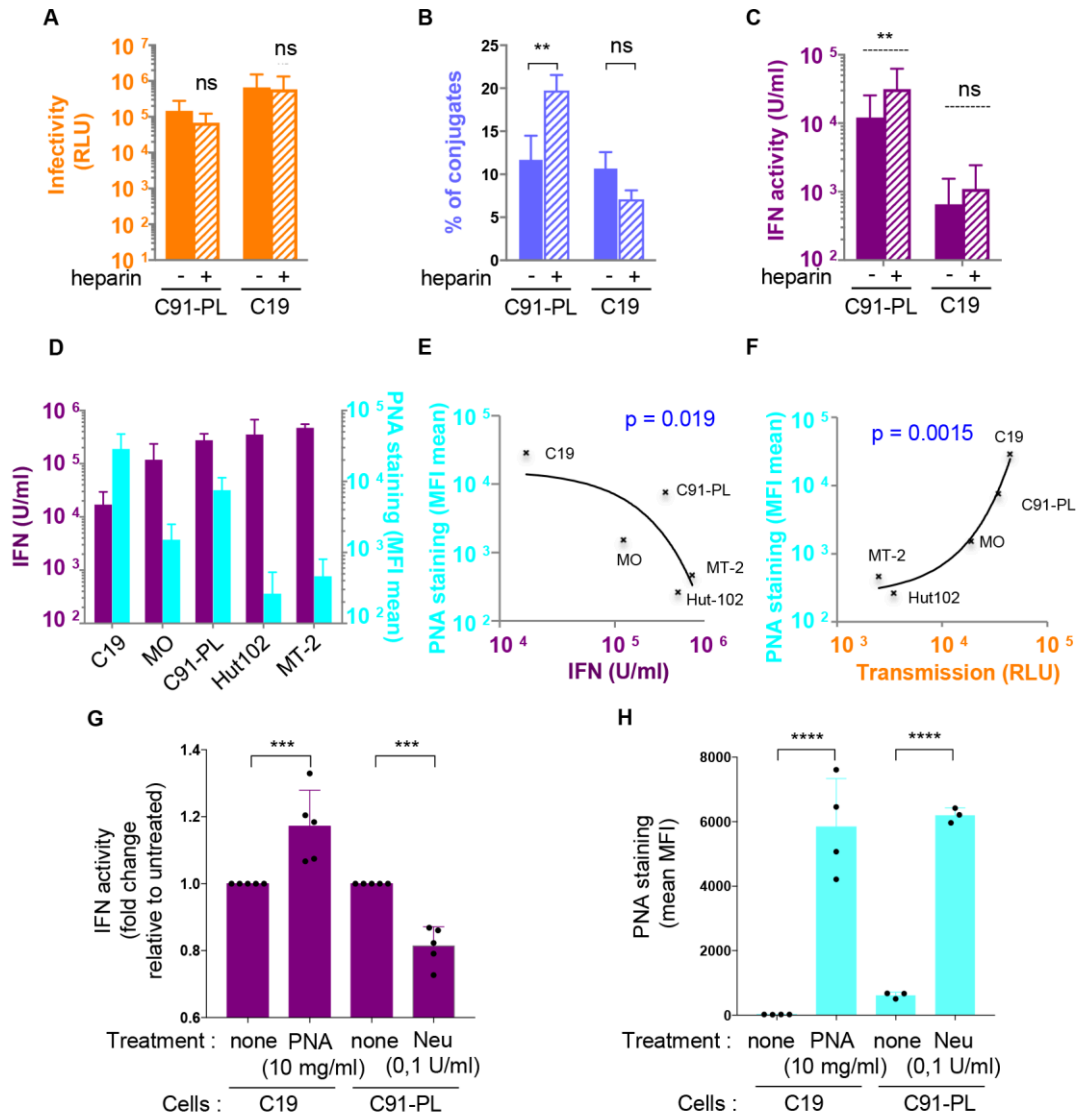 A
Infectivity
(RLU)
10 7
10 6
10 5
10 4
10 3
10 2
10 1
ns
ns
heparin - + - +
C91-PL C19
B
% of conjugates
25
20
15
10
5
0
**
ns
heparin - + - +
C91-PL C19
C
IFN activity (U/ml)
10 5
10 4
10 3
10 2
**
ns
heparin - + - +
C91-PL C19
D
IFN (U/ml)
10 6
10 5
10 4
10 3
10 2
PNA staining (MFI mean)
10 5
10 4
10 3
10 2
C19 MO C91-PL Hut102 MT-2
E
PNA staining (MFI mean)
10 5
10 4
10 3
10 2
p = 0.019
C19
C91-PL
MO
MT-2
Hut-102
10 4 10 5 10 6
IFN (U/ml)
F
PNA staining (MFI mean)
10 5
10 4
10 3
10 2
p = 0.0015
C19
C91-PL
MO
MT-2
Hut102
10 3 10 4 10 5
Transmission (RLU)
G
IFN activity
(fold change
relative to untreated)
1.4
1.2
1.0
0.8
0.6
***
***
Treatment : none PNA none Neu
(10 mg/ml) (0,1 U/ml)
Cells : C19 C91-PL
H
PNA staining
(mean MFI)
8000
6000
4000
2000
0
****
****
Treatment : none PNA none Neu
(10 mg/ml) (0,1 U/ml)
Cells : C19 C91-PL